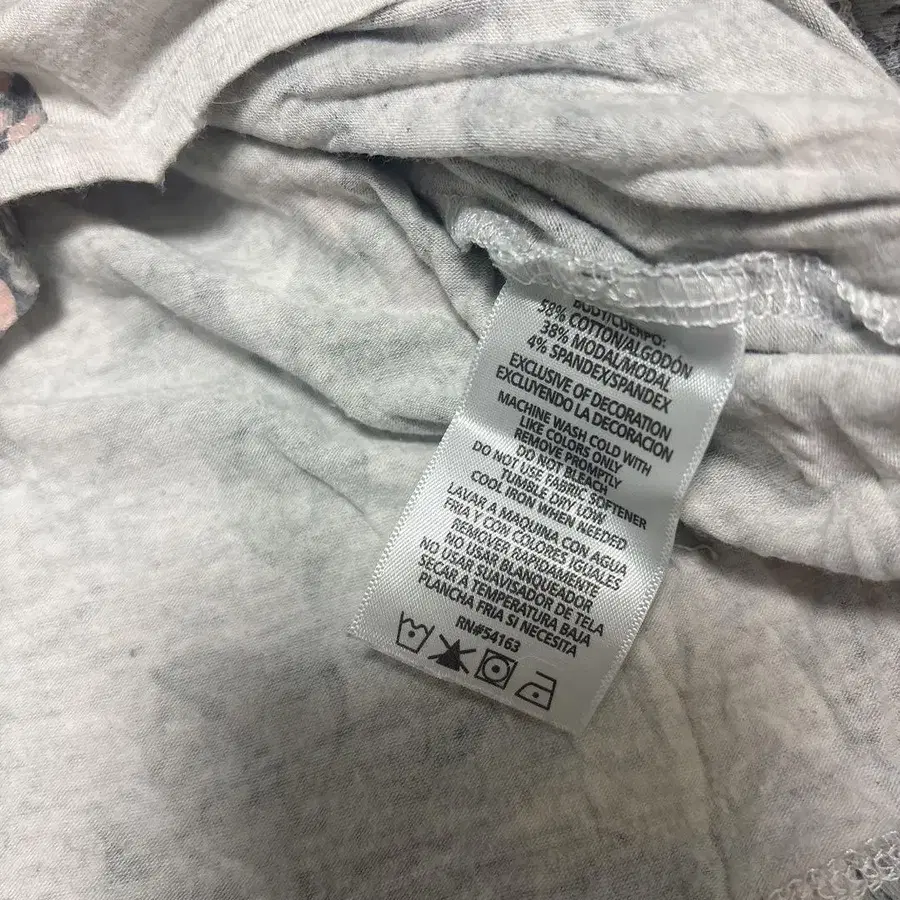 BODY/CUERPO:
58% COTTON/ALGODÓN
38% MODAL/MODAL
4% SPANDEX/SPANDEX
EXCLUSIVE OF DECORATION
EXCLUYENDO LA DECORACION
MACHINE WASH COLD WITH
LIKE COLORS ONLY
REMOVE PROMPTLY
DO NOT BLEACH
DO NOT USE FABRIC SOFTENER
TUMBLE DRY LOW
COOL IRON WHEN NEEDED
LAVAR A MAQUINA CON AGUA
FRIA Y CON COLORES IGUALES
REMOVER RAPIDAMENTE
NO USAR BLANQUEADOR
NO USAR SUAVISADOR DE TELA
SECAR A TEMPERATURA BAJA
PLANCHA FRIA SI NECESITA
RN#54163